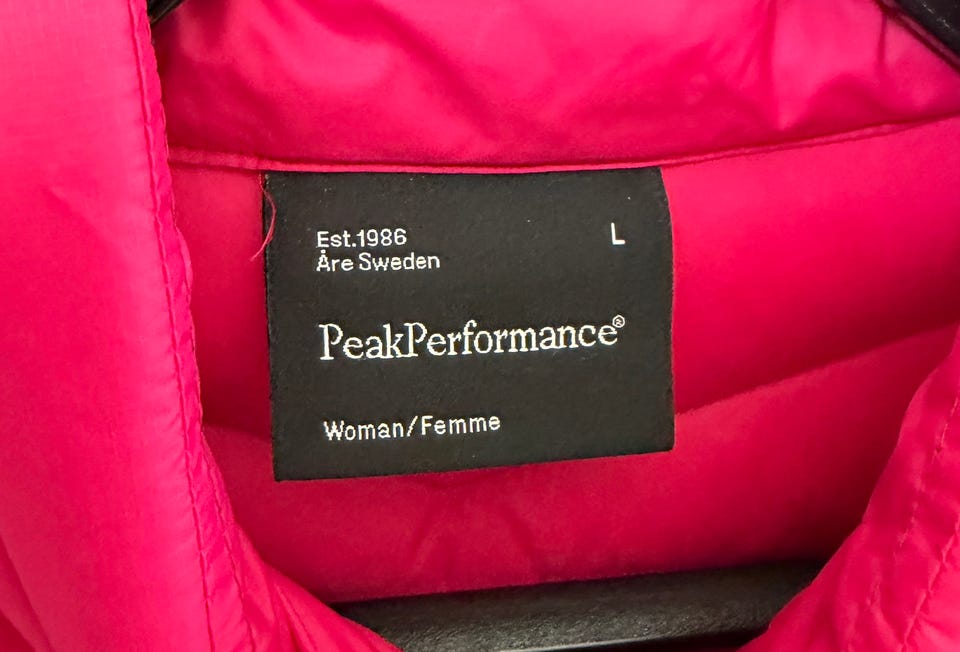 Est.1986
L
Åre Sweden
PeakPerformance®
Woman/Femme